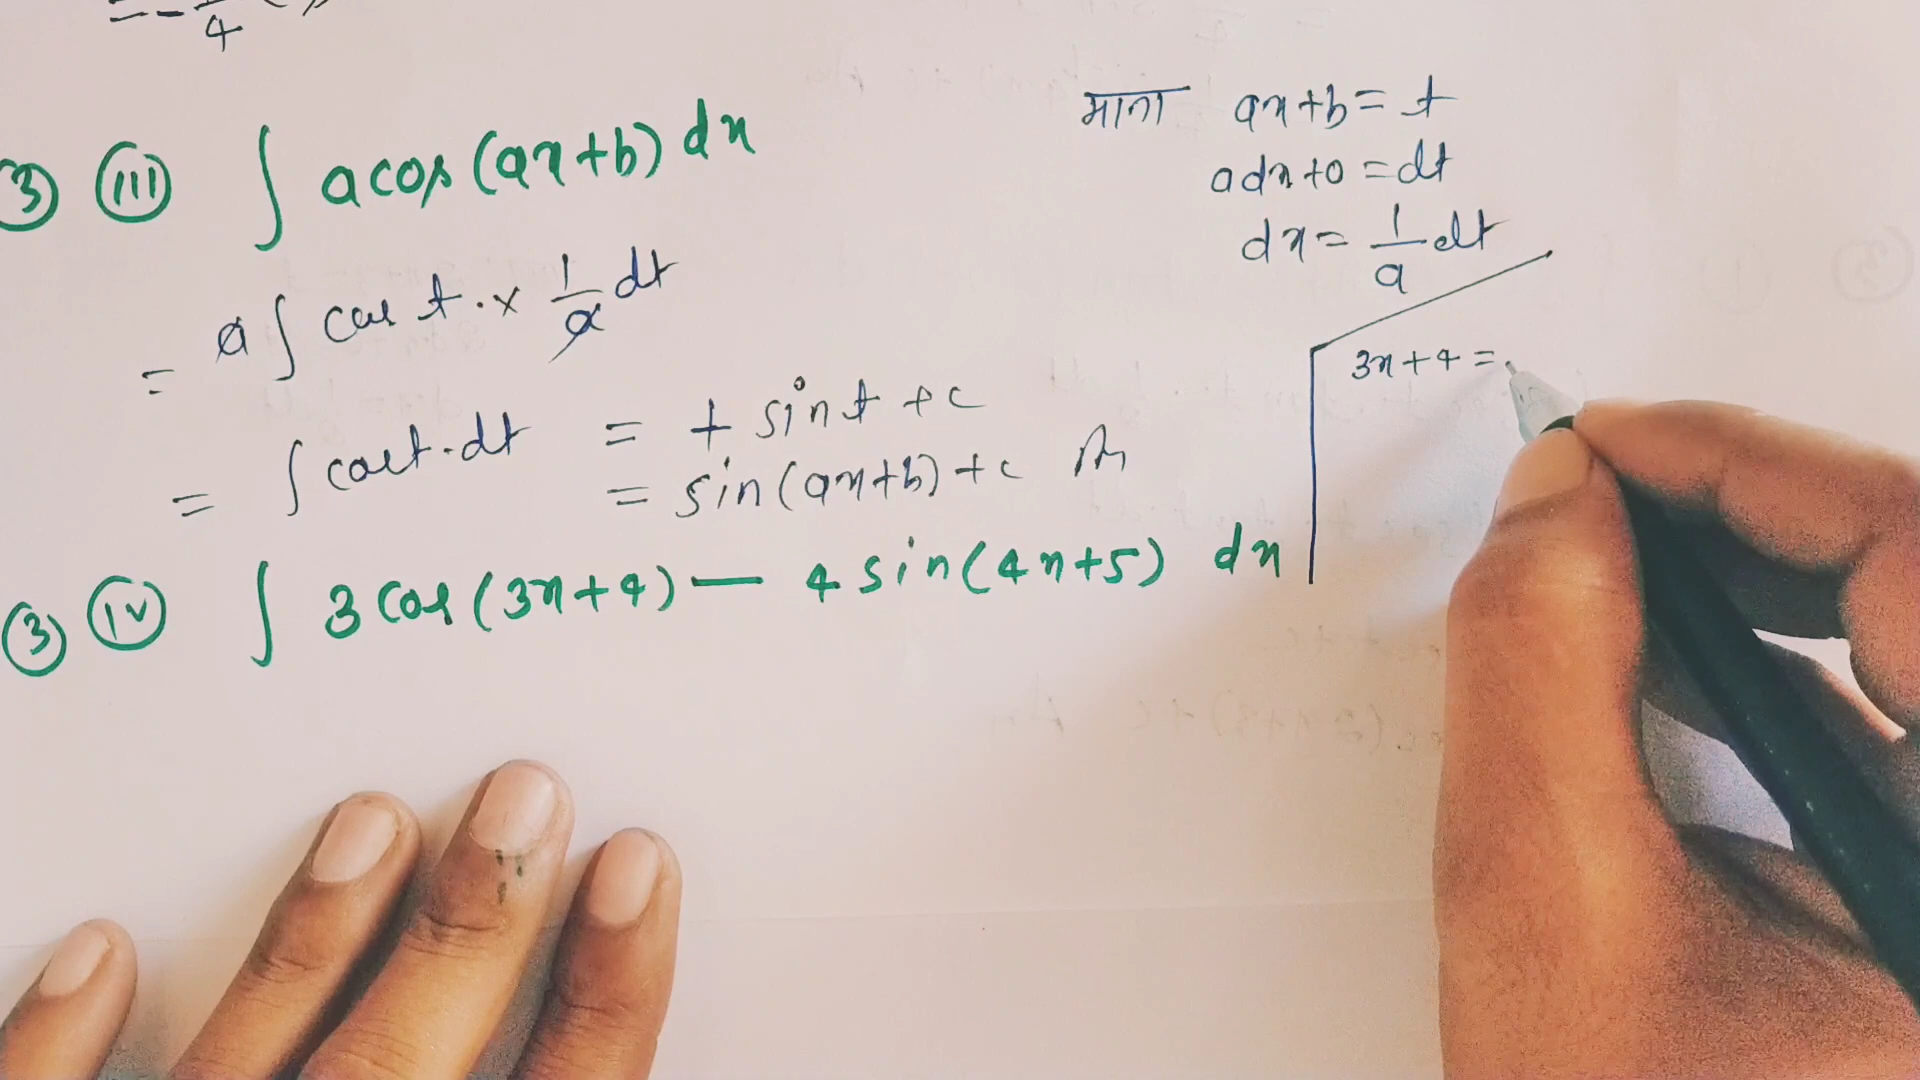 = - 4
3 (iii) ∫ a cos (ax+b) dx
= a ∫ cos t · x 1/a dt
= ∫ cos t · dt = + sin t + c
= sin (ax+b) + c
3 (iv) ∫ 3 cos (3x+4) — 4 sin (4x+5) dx
माना ax+b = t
a dx + 0 = dt
dx = 1/a dt
3x+4 =